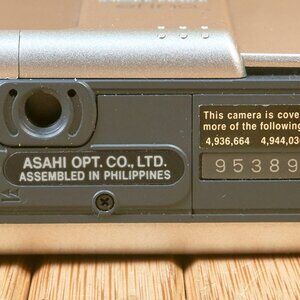 ASAHI OPT. CO., LTD.
ASSEMBLED IN PHILIPPINES
This camera is cove
more of the following
4,936,664 4,944,03
95389